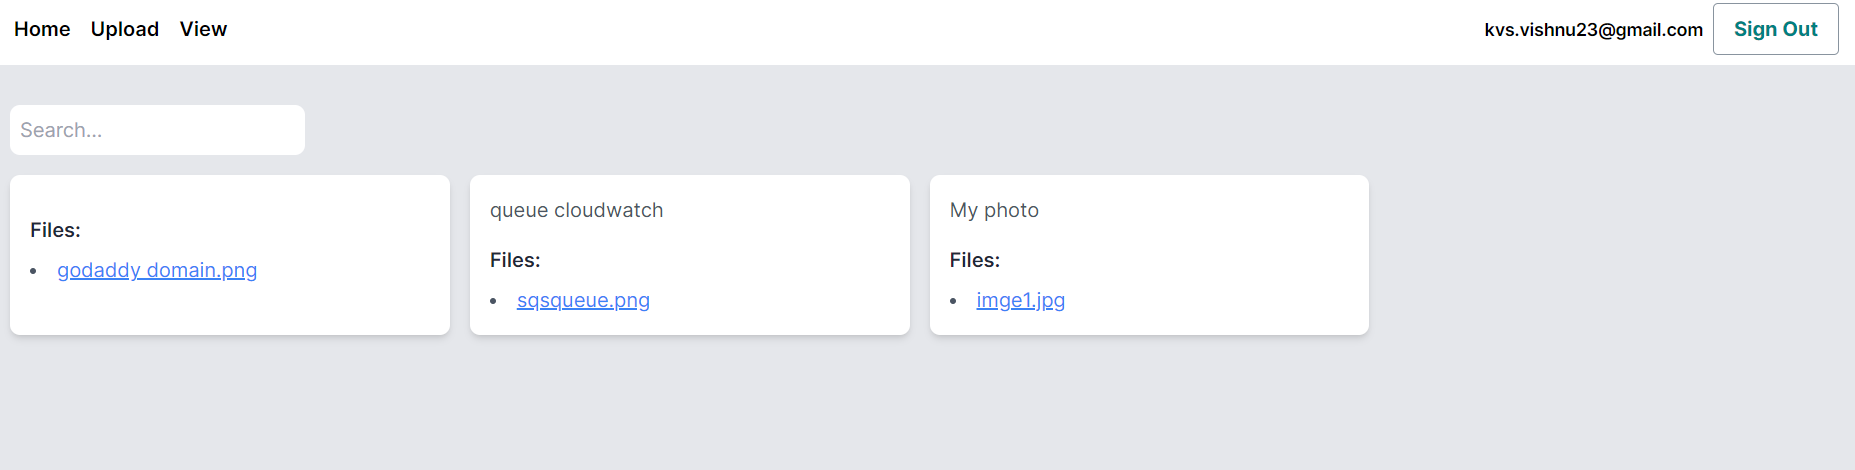 Home Upload View kvs.vishnu23@gmail.com Sign Out
Search...
Files:
godaddy domain.png
queue cloudwatch
Files:
sqsqueue.png
My photo
Files:
imge1.jpg